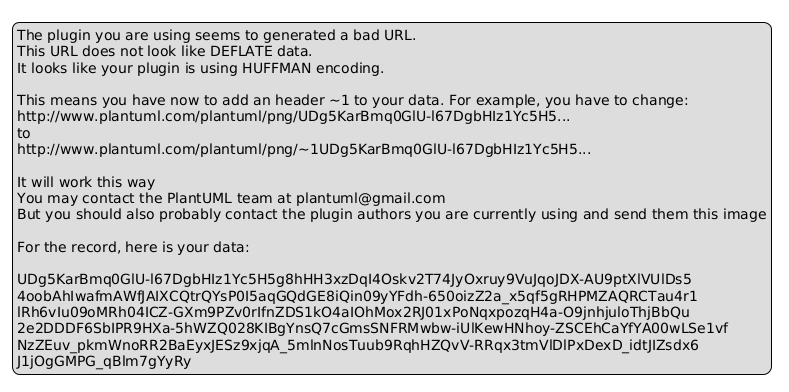 The plugin you are using seems to generated a bad URL.
This URL does not look like DEFLATE data.
It looks like your plugin is using HUFFMAN encoding.
This means you have now to add an header ~1 to your data. For example, you have to change:
http://www.plantuml.com/plantuml/png/UDg5KarBmq0GlU-l67DgbHIz1Yc5H5...
to
http://www.plantuml.com/plantuml/png/~1UDg5KarBmq0GlU-l67DgbHIz1Yc5H5...
It will work this way
You may contact the PlantUML team at plantuml@gmail.com
But you should also probably contact the plugin authors you are currently using and send them this image
For the record, here is your data:
UDg5KarBmq0GlU-l67DgbHIz1Yc5H5g8hHH3xzDqI4Oskv2T74JyOxruy9VuJqoJDX-AU9ptXlVUlDs5
4oobAhIwafmAWfJAIXCQtrQYsP0I5aqGQdGE8iQin09yYFdh-650oizZ2a_x5qf5gRHPMZAQRCTau4r1
lRh6vIu09oMRh04ICZ-GXm9PZv0rIfnZDS1kO4aIOhMox2RJ01xPoNqxpozqH4a-O9jnhjuloThjBbQu
2e2DDDF6SbIPR9HXa-5hWZQ028KlBgYnsQ7cGmsSNFRMwbw-iUlKewHNhoy-ZSCEhCaYfYA00wLSe1vf
NzZEuv_pkmWnoRR2BaEyxJESz9xjqA_5mlnNosTuub9RqhHZQvV-RRqx3tmVlDlPxDexD_idtJIZsdx6
J1jOgGMPG_qBlm7gYyRy